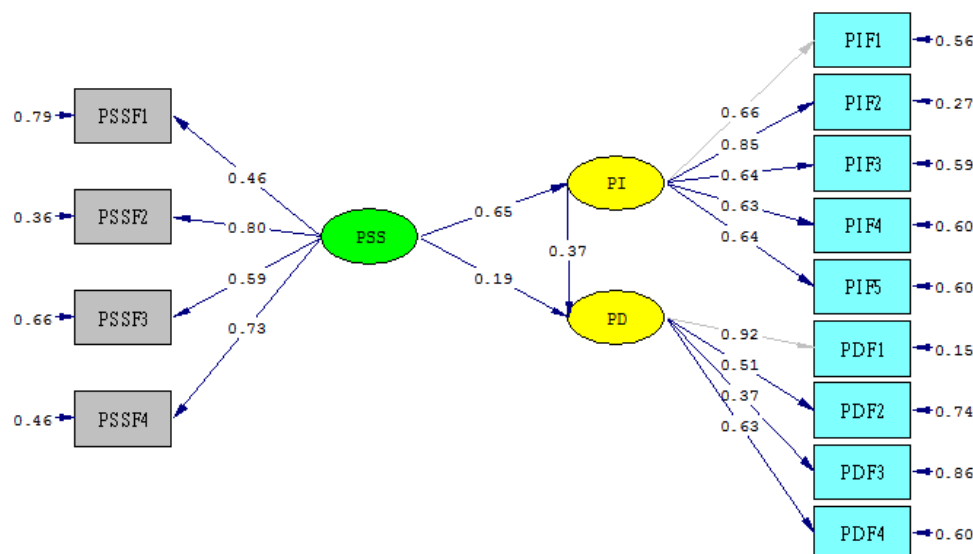 PIF1
0.56
0.79
PSSF1
0.66
PIF2
0.27
0.85
0.46
PIF3
0.59
0.64
PI
0.36
PSSF2
0.65
0.63
PIF4
0.60
0.80
PSS
0.64
0.37
0.59
0.19
PIF5
0.60
0.66
PSSF3
PD
0.73
0.92
PDF1
0.15
0.51
0.37
PDF2
0.74
0.46
PSSF4
0.63
PDF3
0.86
PDF4
0.60